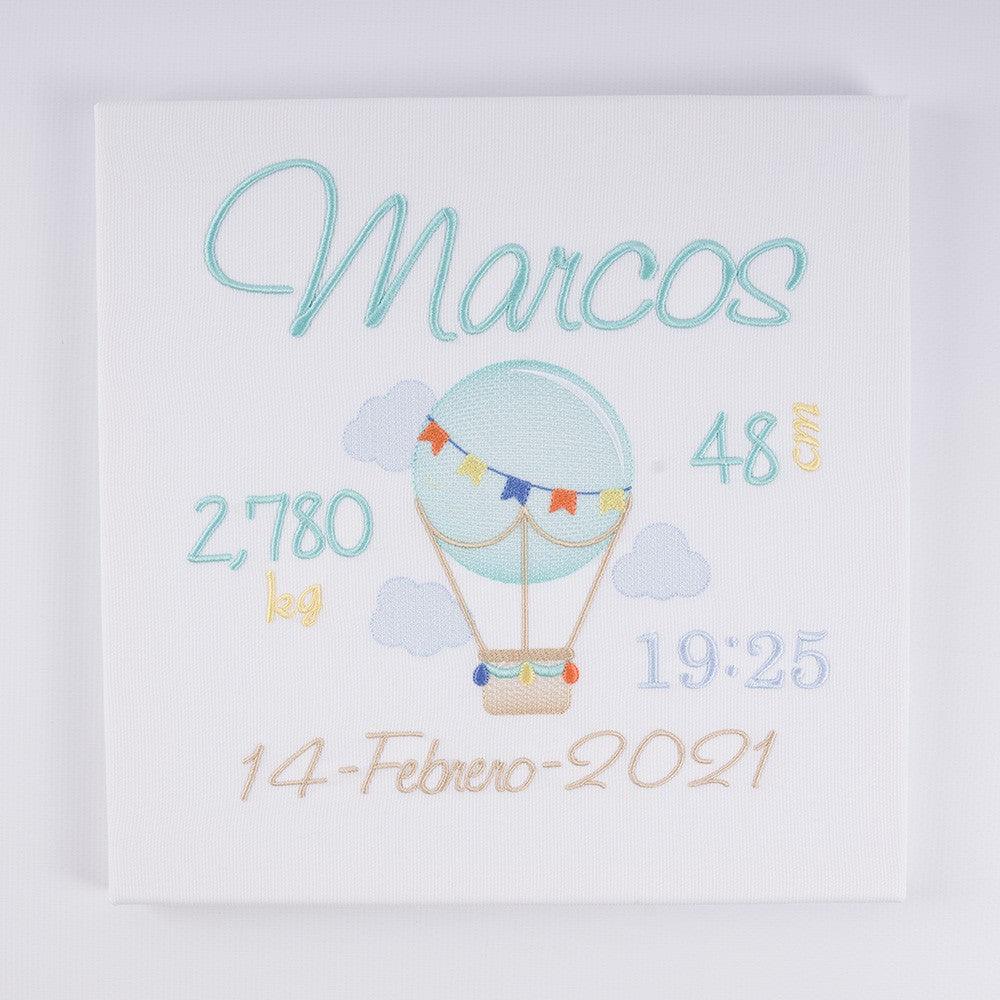 Marcos
48 cm
2,780
kg
19:25
14-Febrero-2021